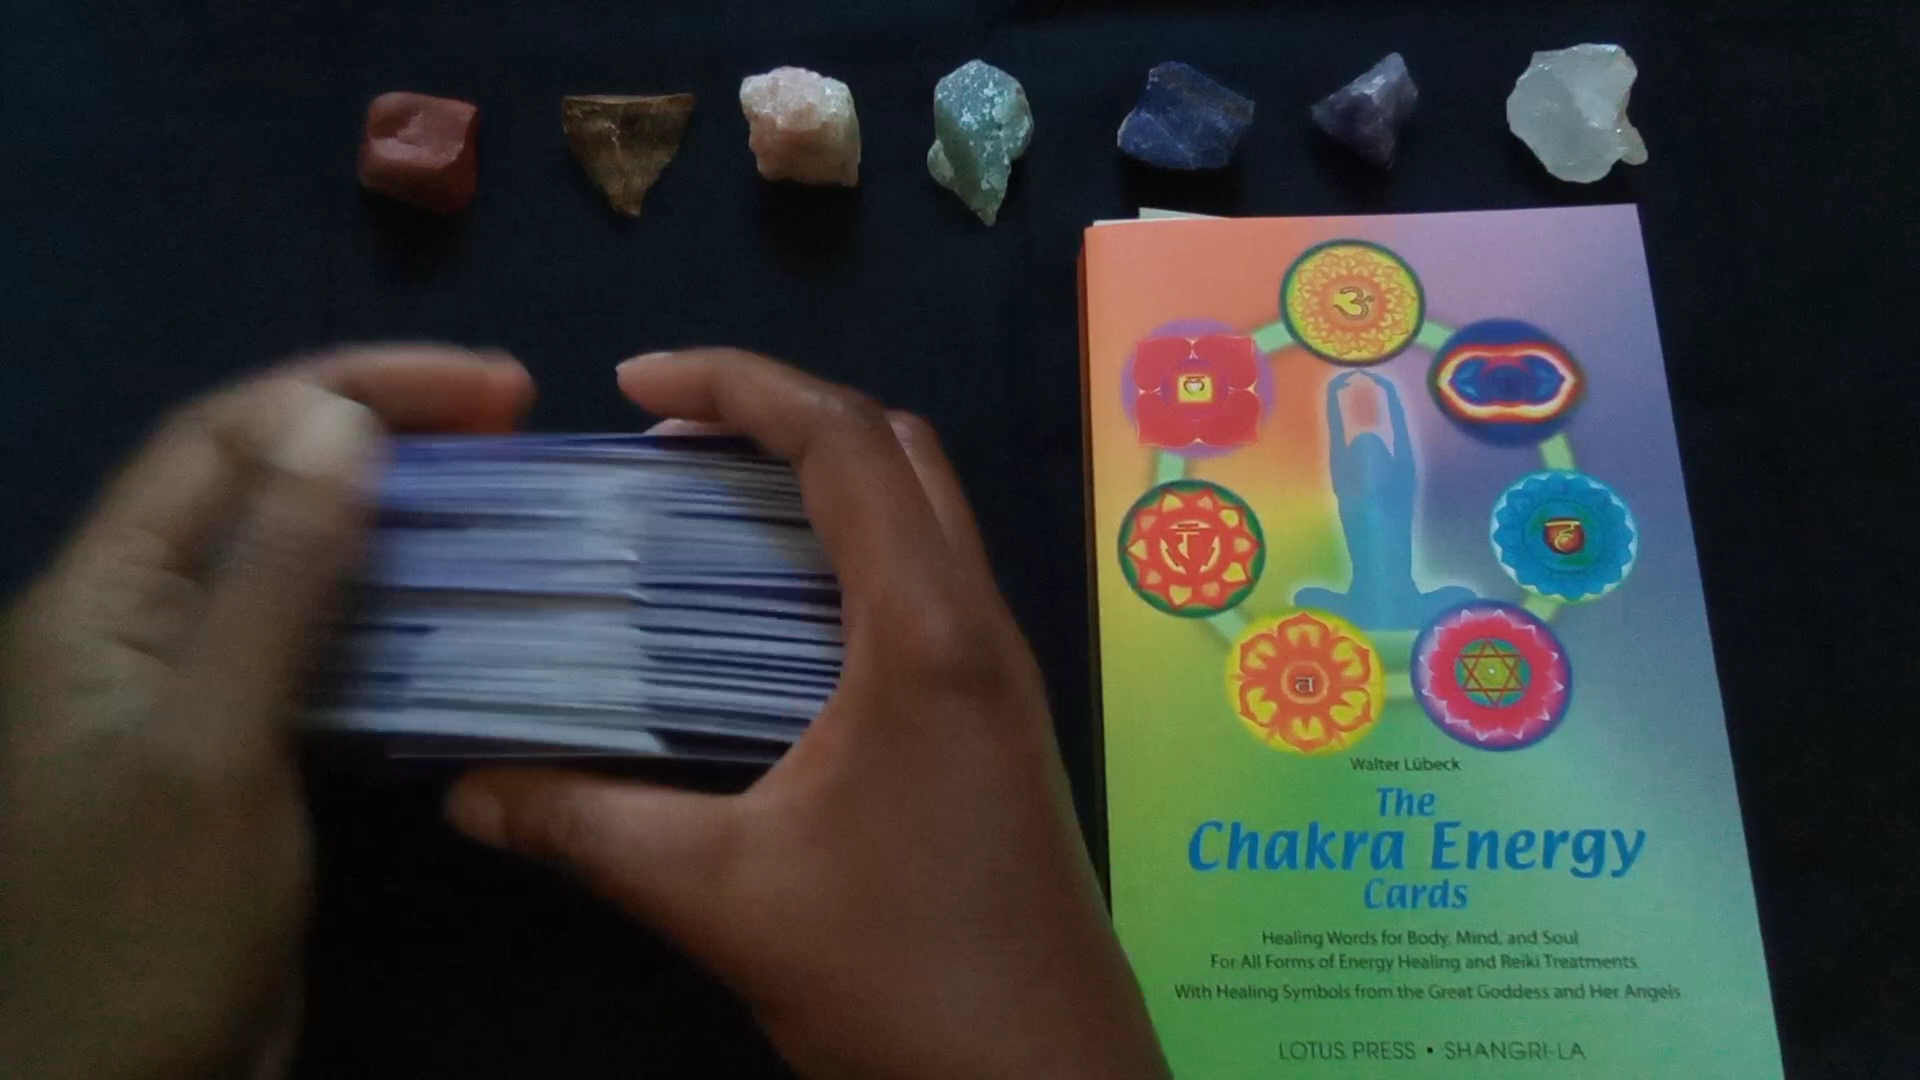 Walter Lübeck
The
Chakra Energy
Cards
Healing Words for Body, Mind, and Soul
For All Forms of Energy Healing and Reiki Treatments
With Healing Symbols from the Great Goddess and Her Angels
LOTUS PRESS • SHANGRI-LA